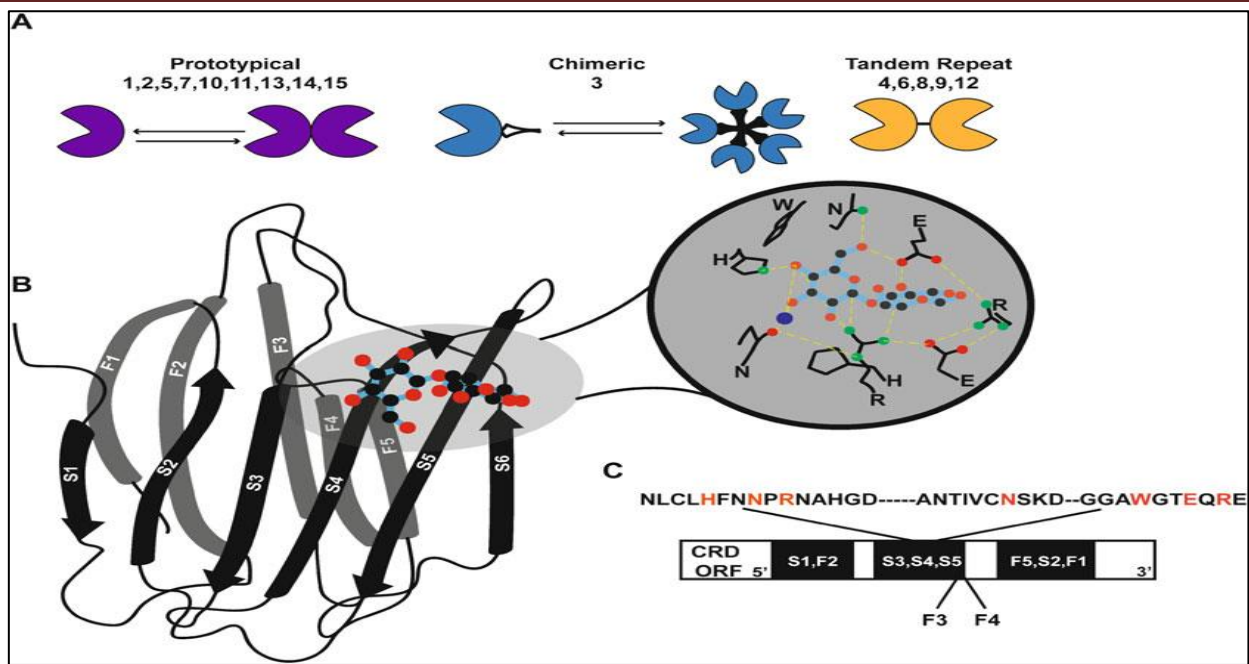 A
Prototypical
1,2,5,7,10,11,13,14,15
Chimeric
3
Tandem Repeat
4,6,8,9,12
B
F1
F2
F3
F4
F5
S1
S2
S3
S4
S5
S6
W
N
E
H
R
N
H
E
R
C
NLCLHFNNPRNAHGD-----ANTIVCNSKD--GGAWGTEQRE
CRD
ORF 5'
S1,F2
S3,S4,S5
F5,S2,F1
3'
F3
F4